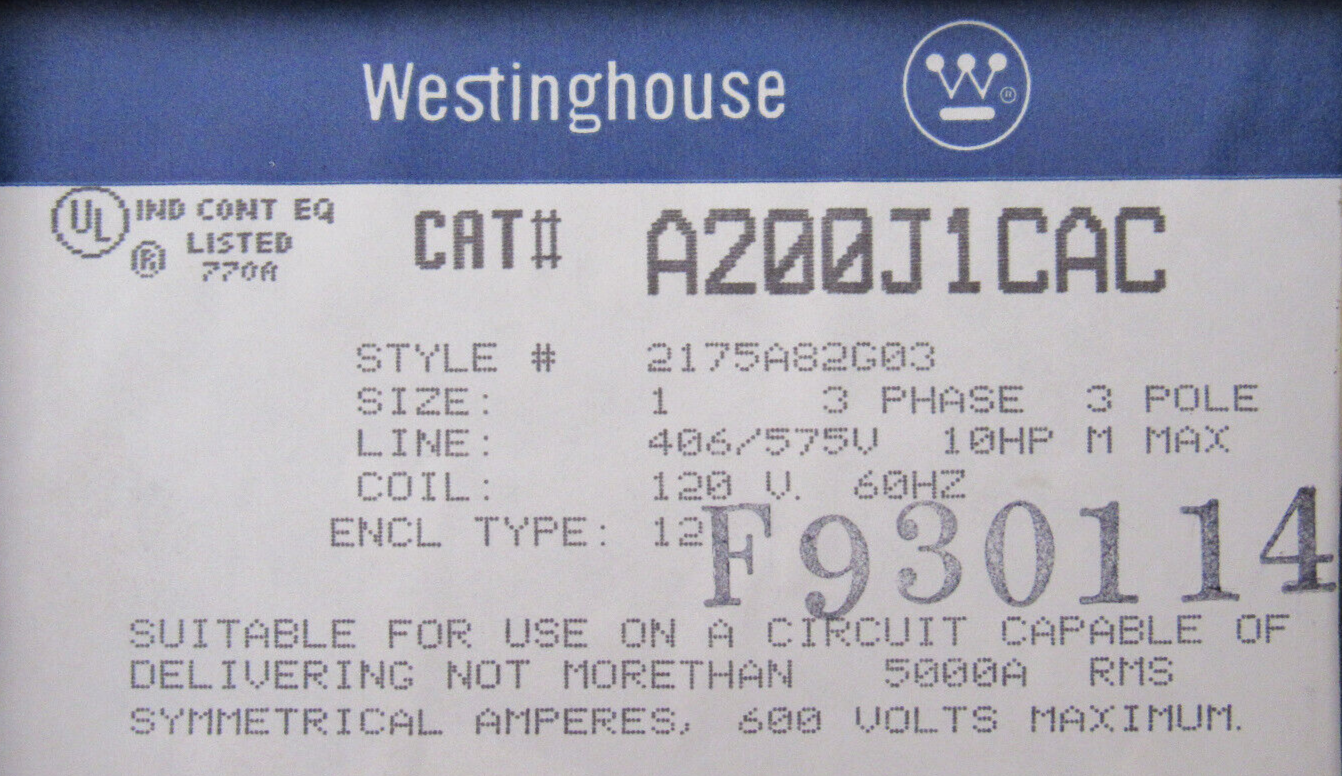 Westinghouse
W ®
UL IND CONT EQ
® LISTED
770A
CAT# A200J1CAC
STYLE # 2175A82G03
SIZE: 1 3 PHASE 3 POLE
LINE: 406/575V 10HP M MAX
COIL: 120 V. 60HZ
ENCL TYPE: 12
F930114
SUITABLE FOR USE ON A CIRCUIT CAPABLE OF
DELIVERING NOT MORETHAN 5000A RMS
SYMMETRICAL AMPERES, 600 VOLTS MAXIMUM.